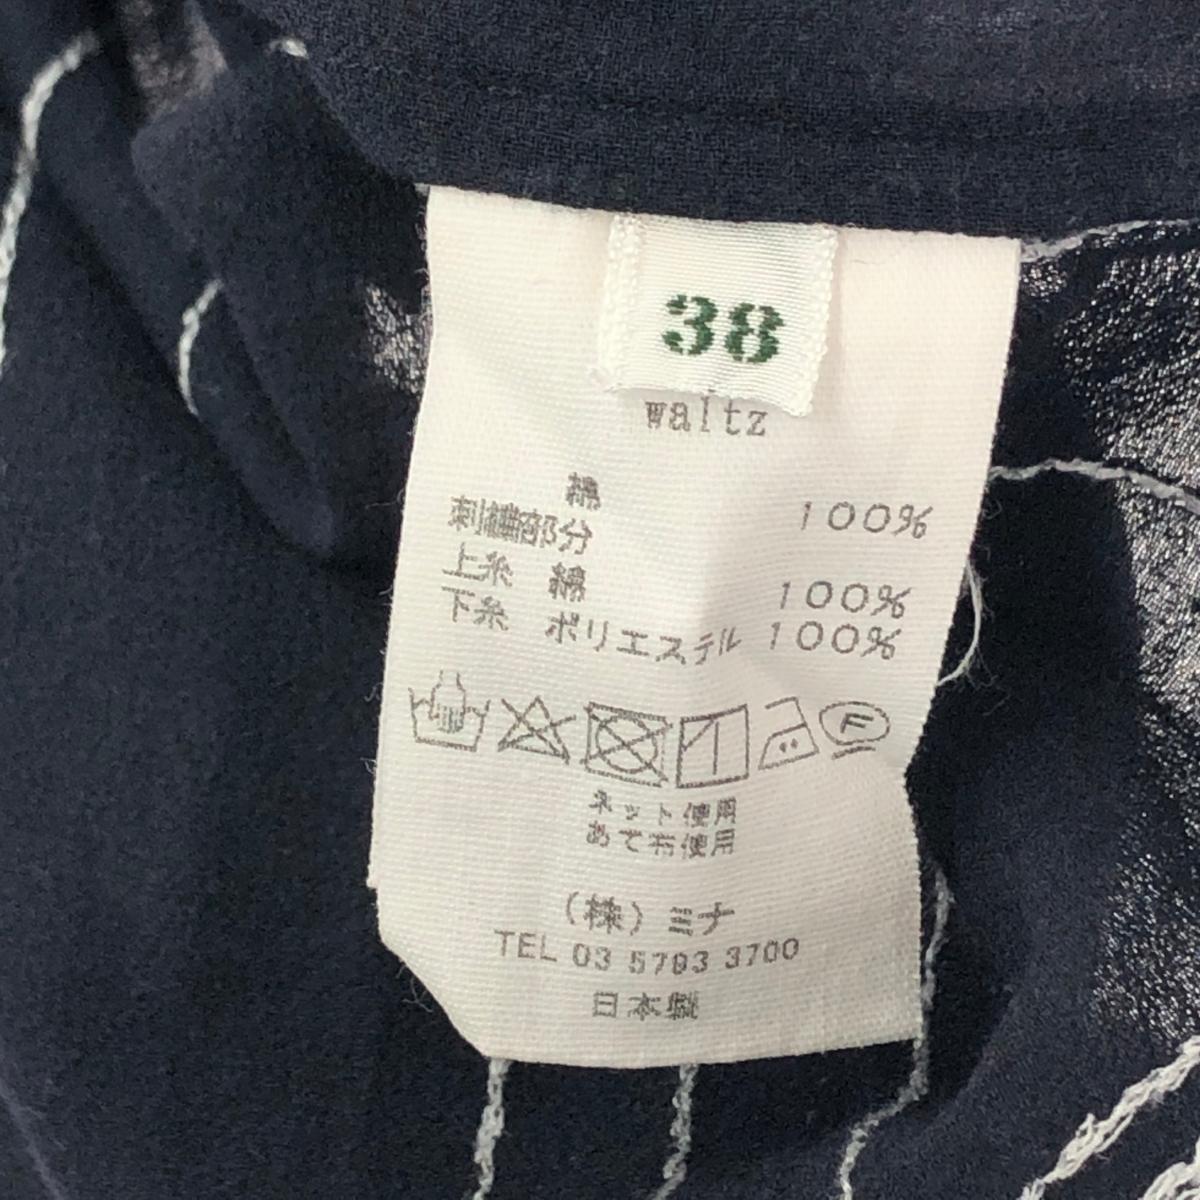 38
waltz
綿 100%
刺繍部分
上糸 綿 100%
下糸 ポリエステル 100%
F
ネット使用
あて布使用
(株)ミナ
TEL 03 5793 3700
日本製